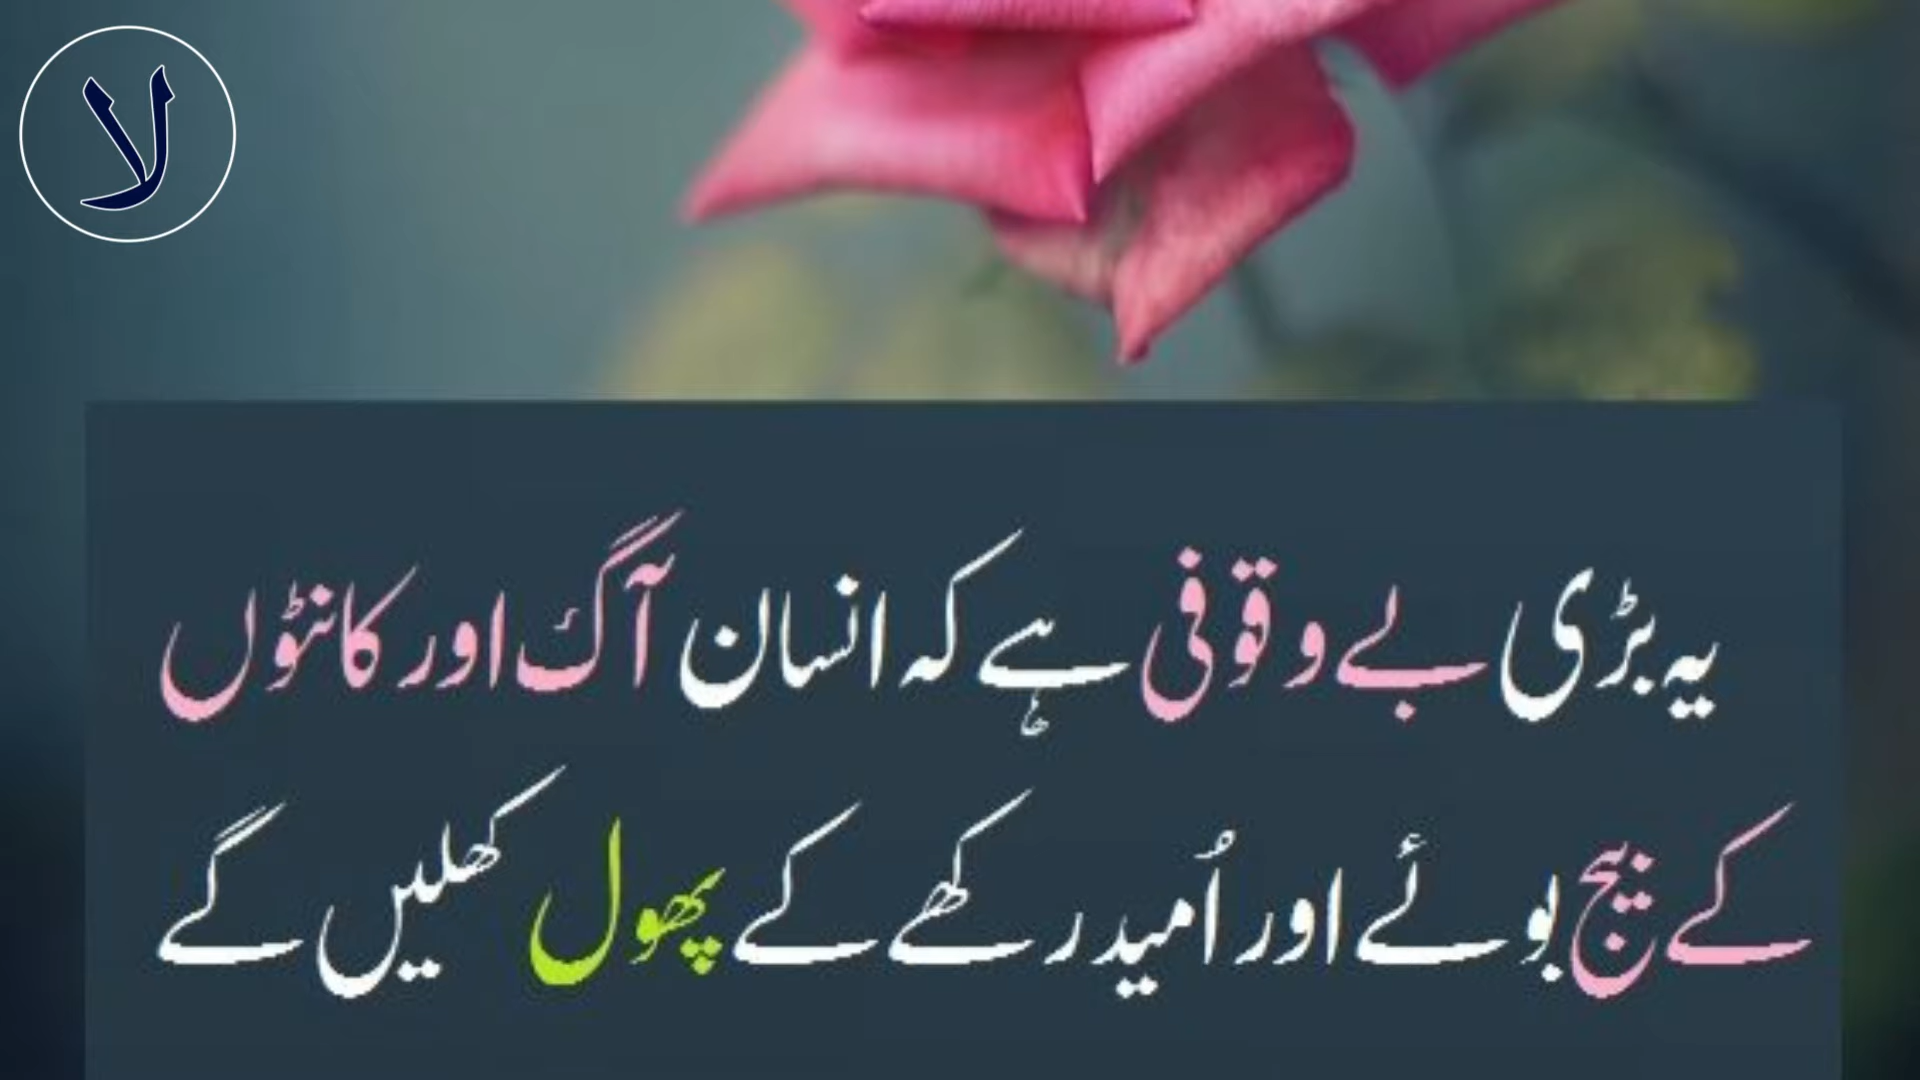 لا
یہ بڑی بے وقوفی ہے کہ انسان آگ اور کانٹوں
کے بیج بوئے اور اُمید رکھے کے پھول کھلیں گے